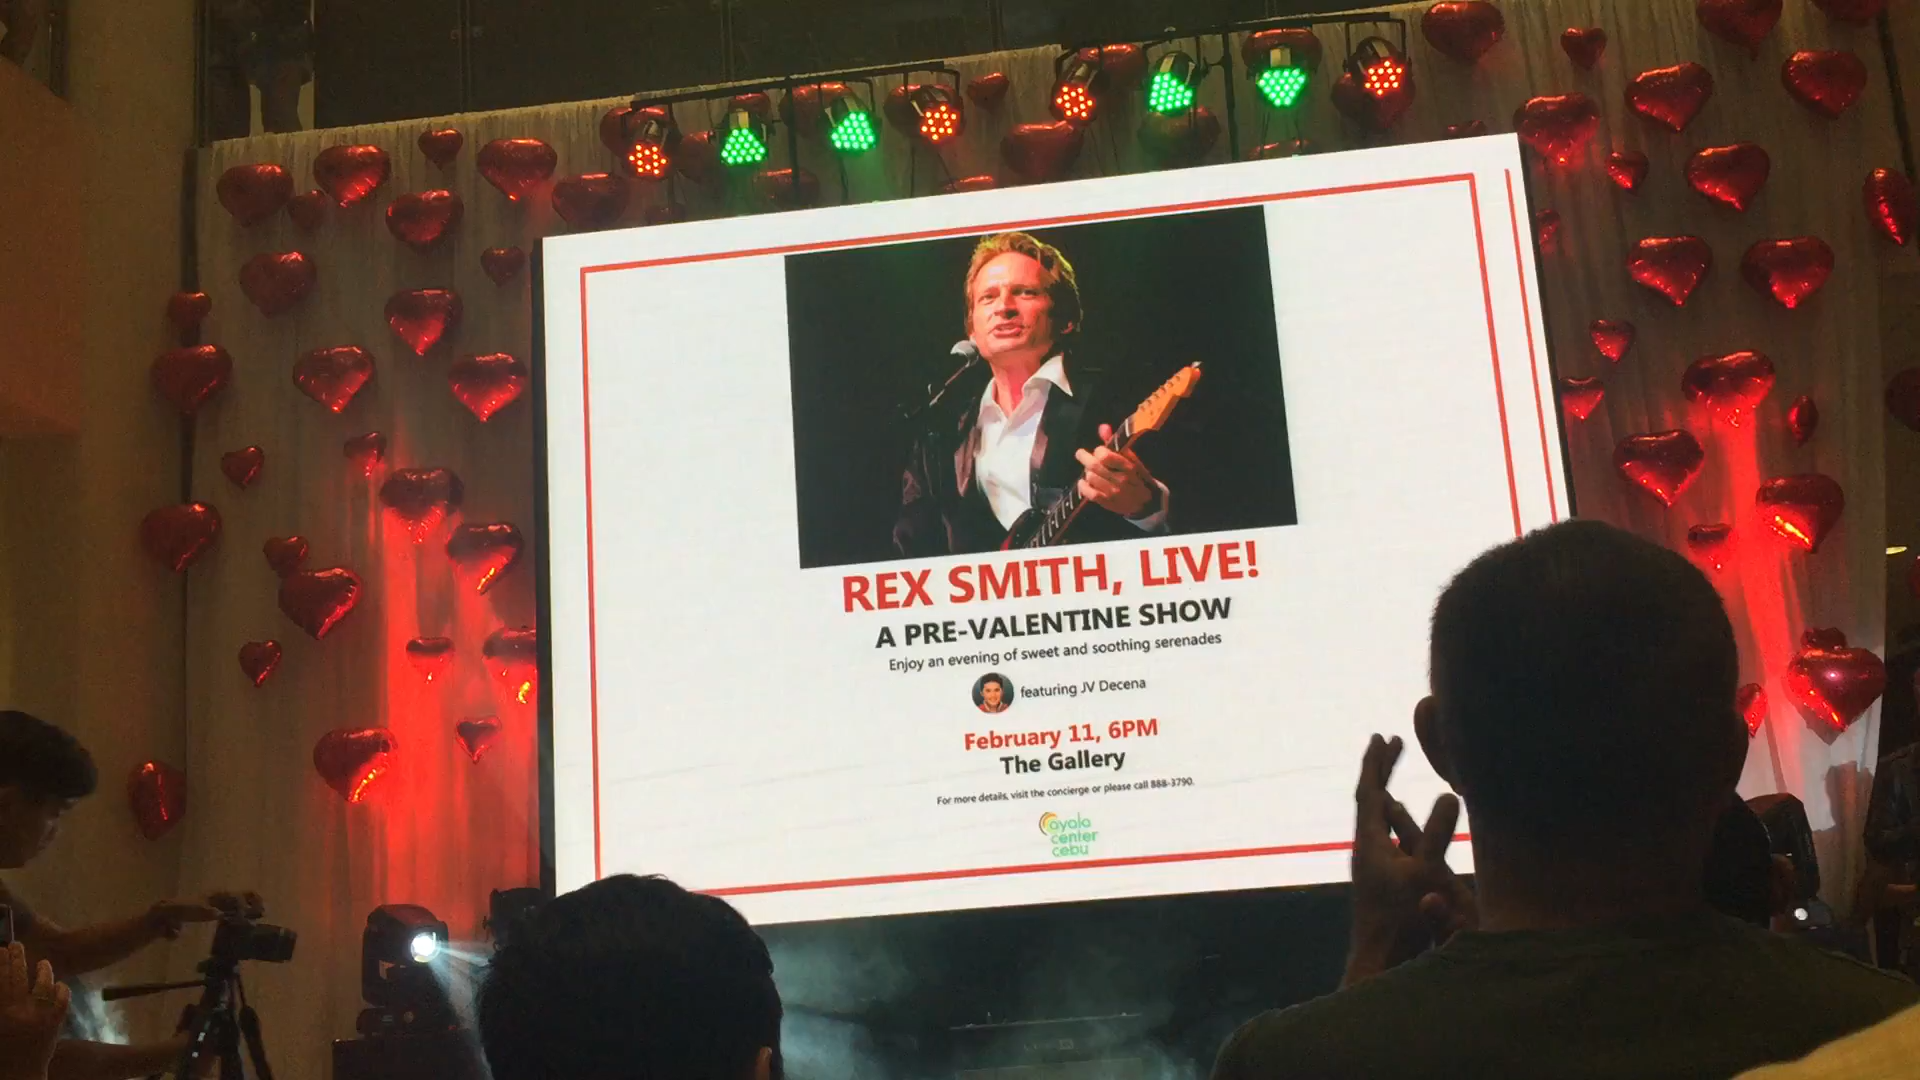 REX SMITH, LIVE!
A PRE-VALENTINE SHOW
Enjoy an evening of sweet and soothing serenades
featuring JV Decena
February 11, 6PM
The Gallery
For more details, visit the concierge or please call 888-3790.
ayala
center
cebu